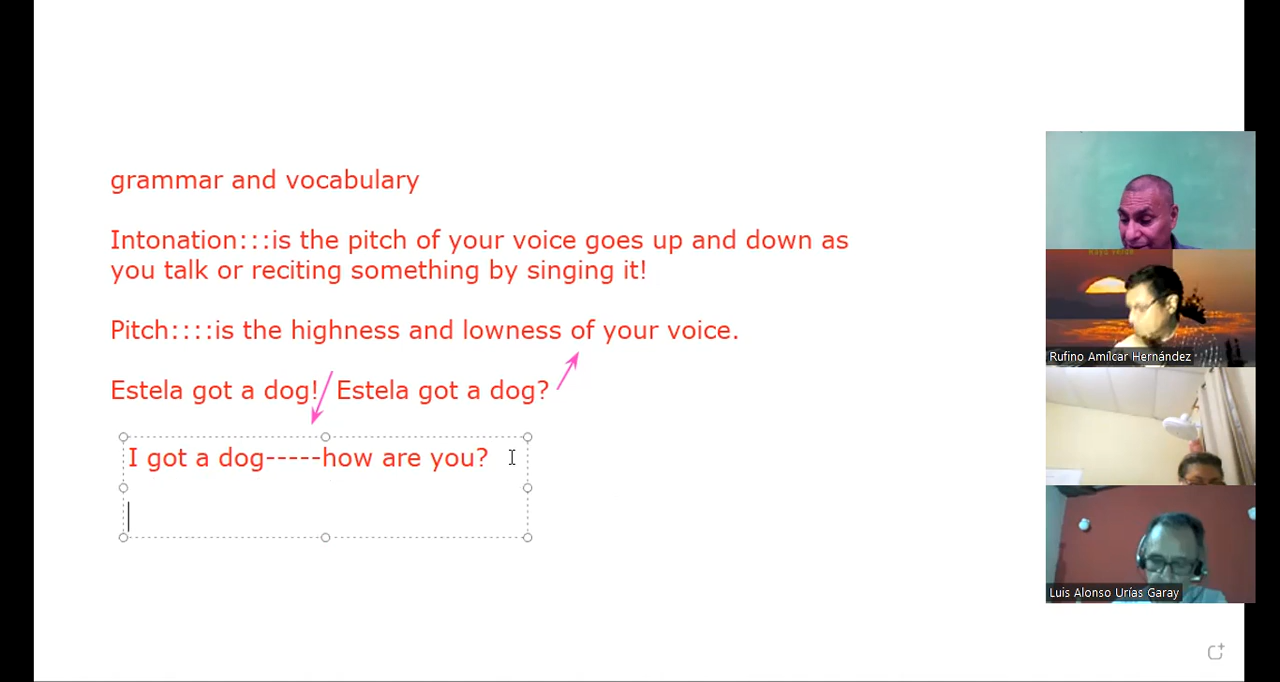 grammar and vocabulary
Intonation:::is the pitch of your voice goes up and down as
you talk or reciting something by singing it!
Pitch::::is the highness and lowness of your voice.
Estela got a dog! Estela got a dog?
I got a dog-----how are you?
Rufino Amílcar Hernández
Luis Alonso Urías Garay